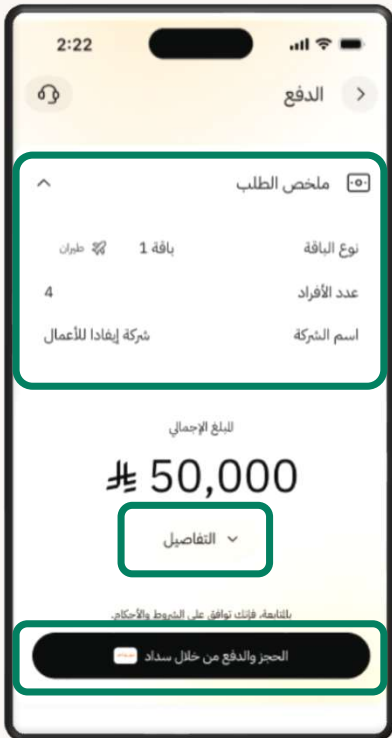 2:22
الدفع
ملخص الطلب
نوع الباقة باقة 1 طيران
عدد الأفراد 4
اسم الشركة شركة إيفادا للأعمال
المبلغ الإجمالي
50,000
التفاصيل
بالمتابعة، فإنك توافق على الشروط والأحكام.
الحجز والدفع من خلال سداد